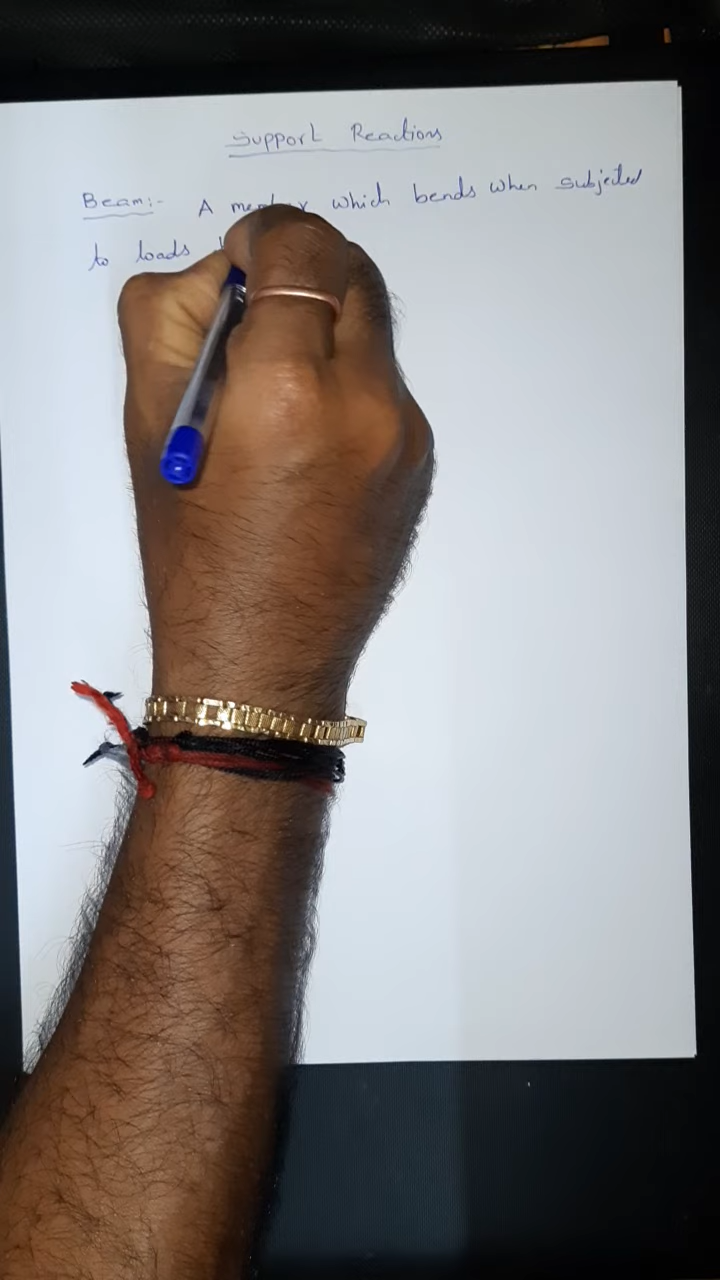 Support Reactions
Beam:- A member which bends when subjected
to loads